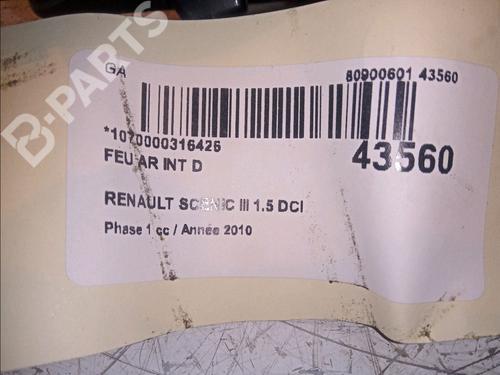 B-PARTS
GA
80900601 43560
*1070000316426
43560
FEU AR INT D
RENAULT SCENIC III 1.5 DCI
Phase 1 cc / Année 2010